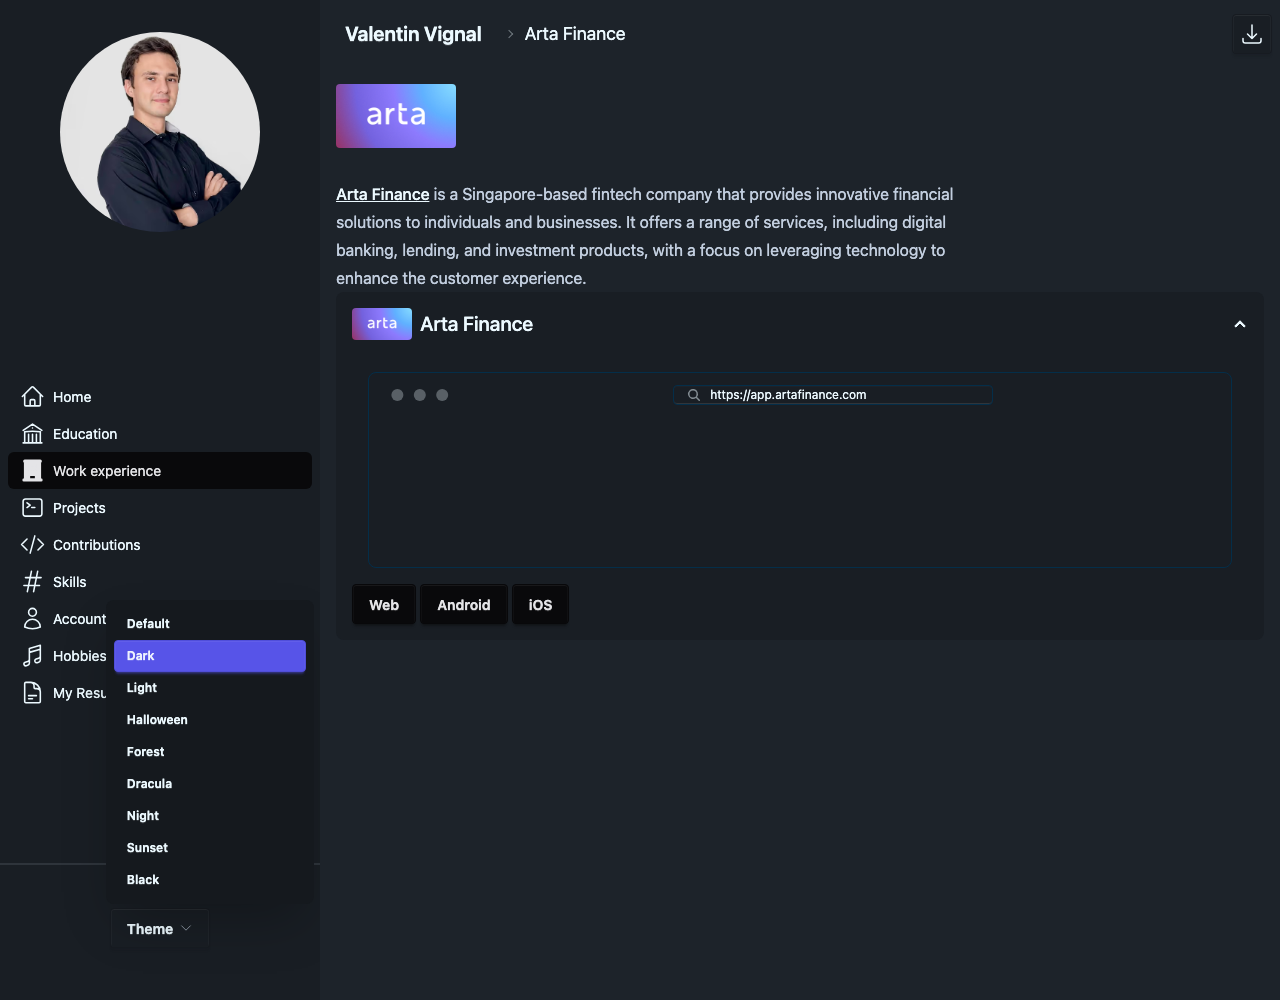 Valentin Vignal
Arta Finance
arta
Arta Finance is a Singapore-based fintech company that provides innovative financial
solutions to individuals and businesses. It offers a range of services, including digital
banking, lending, and investment products, with a focus on leveraging technology to
enhance the customer experience.
arta
Arta Finance
https://app.artafinance.com
Web
Android
iOS
Home
Education
Work experience
Projects
Contributions
Skills
Account
Hobbies
My Resu
Default
Dark
Light
Halloween
Forest
Dracula
Night
Sunset
Black
Theme